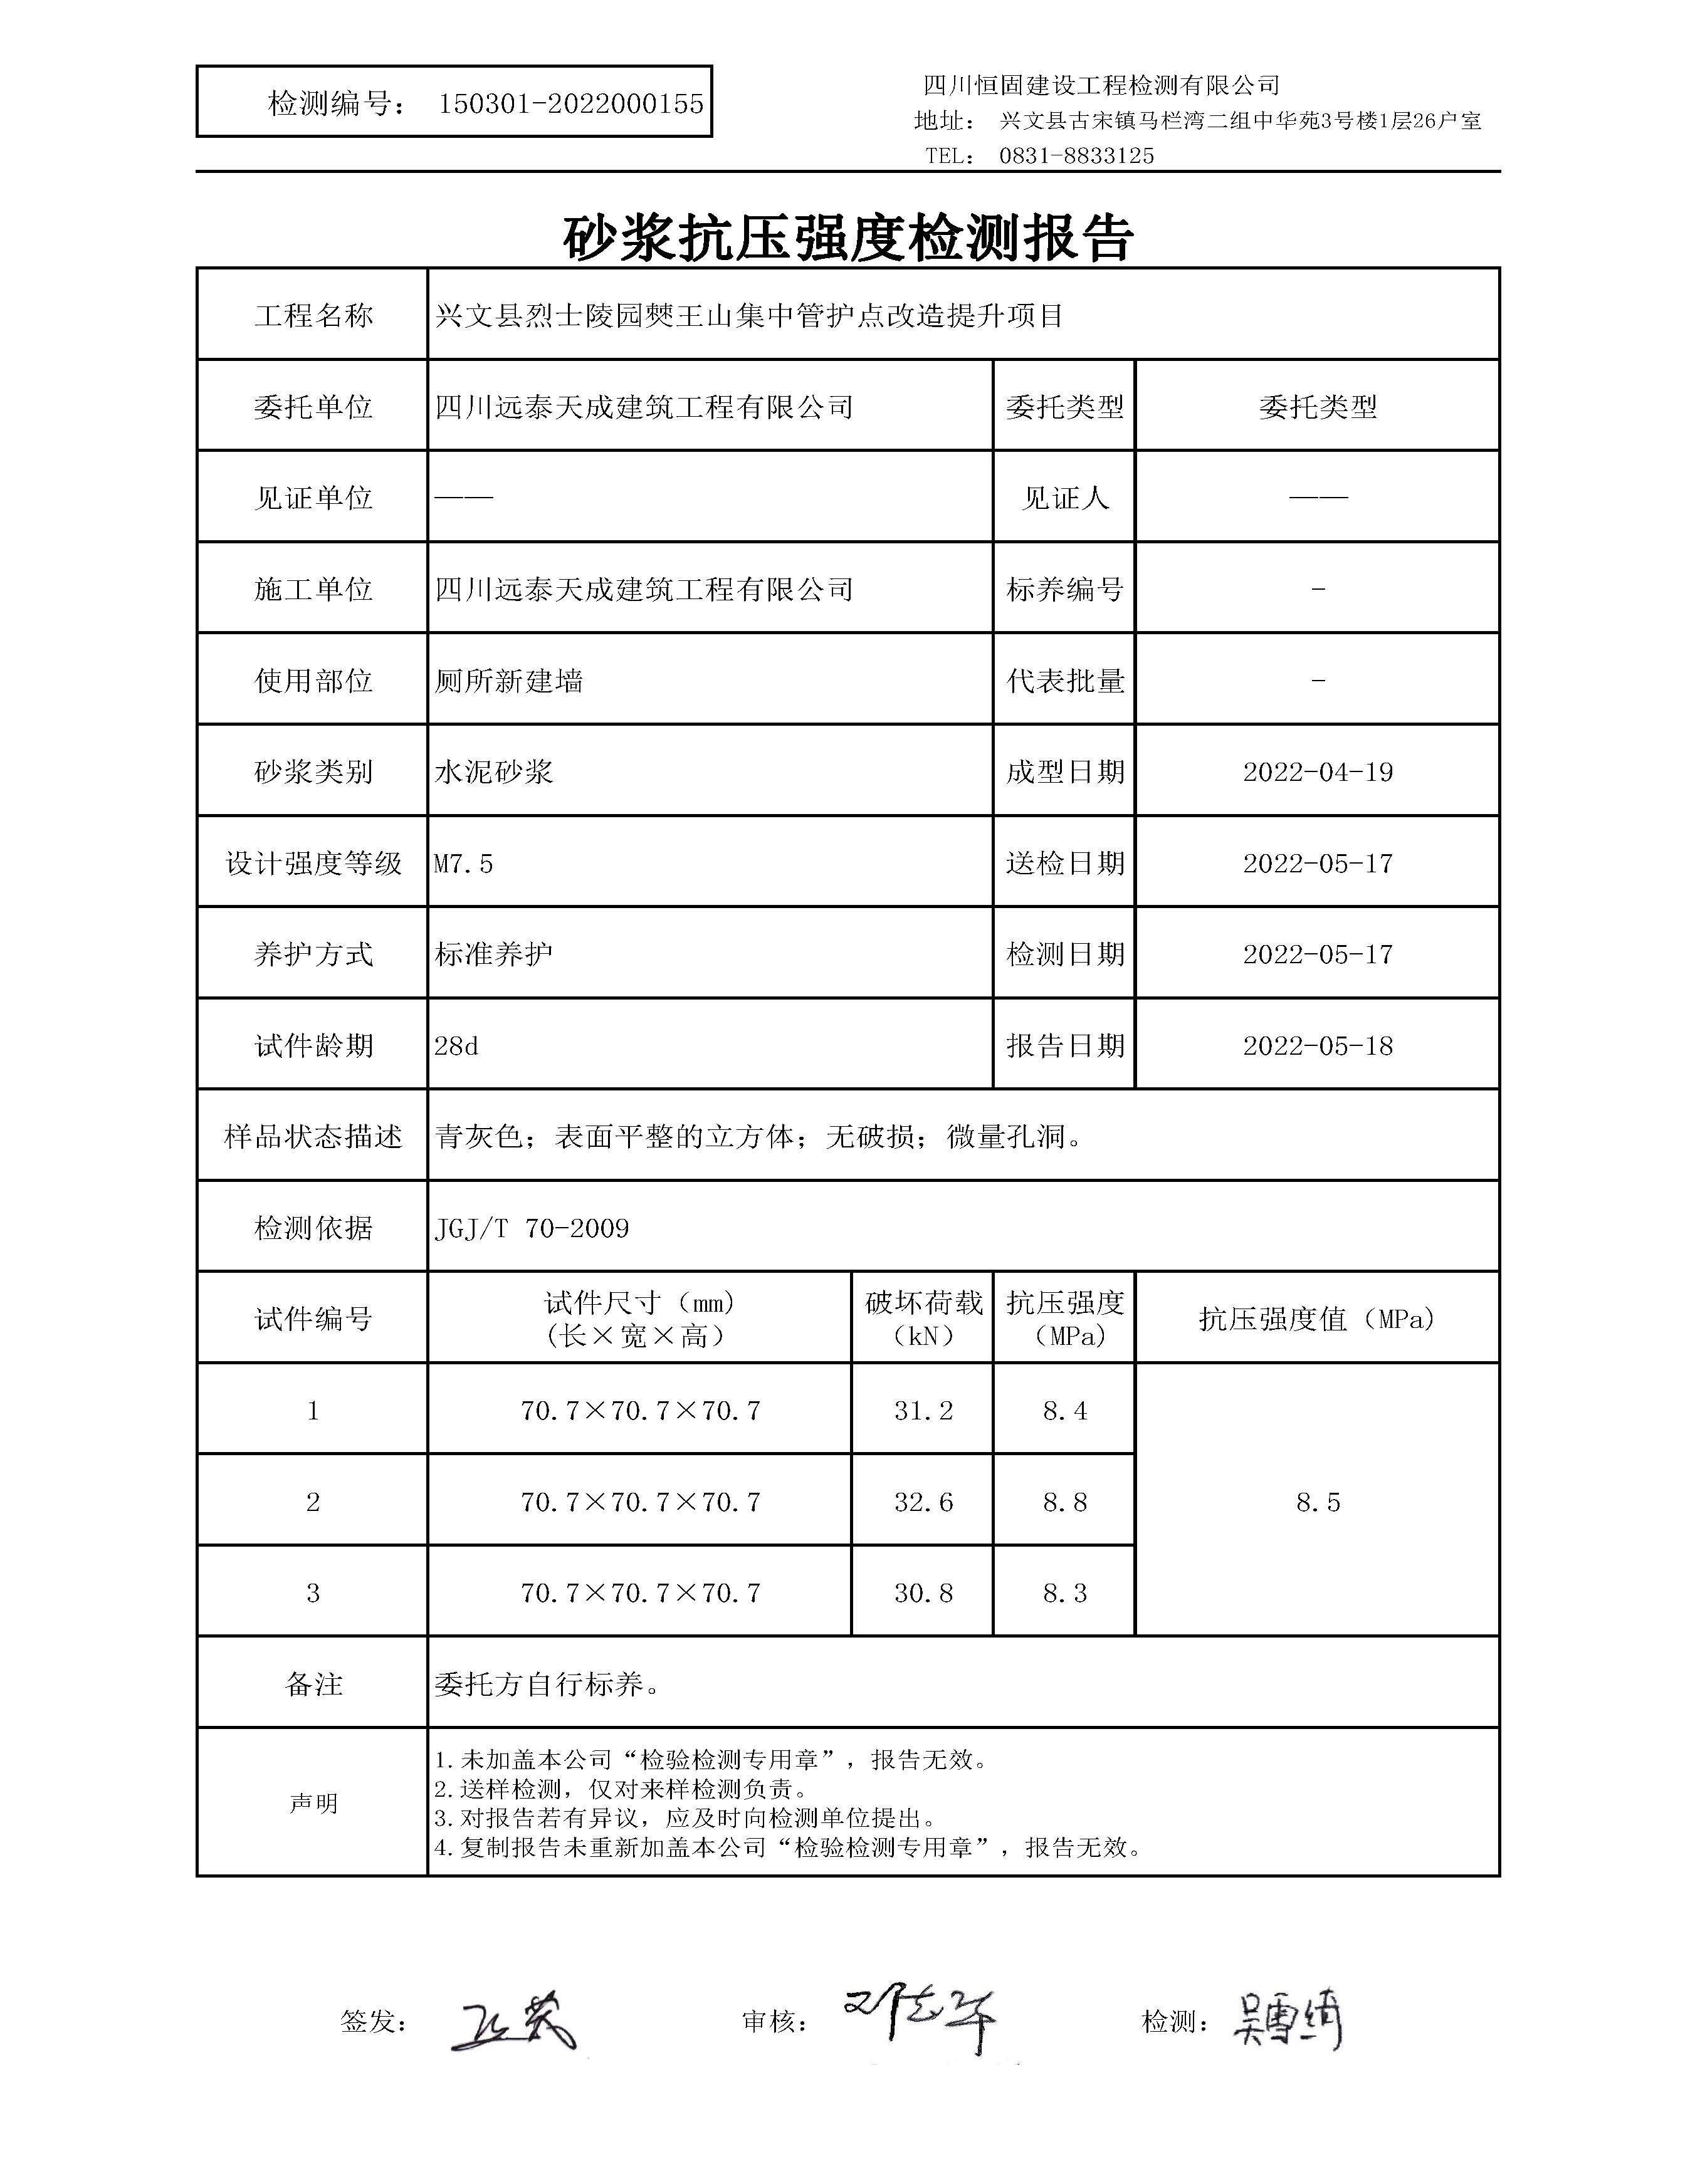 检测编号： 150301-2022000155
四川恒固建设工程检测有限公司
地址： 兴文县古宋镇马栏湾二组中华苑3号楼1层26户室
TEL： 0831-8833125
砂浆抗压强度检测报告
工程名称 兴文县烈士陵园僰王山集中管护点改造提升项目
委托单位 四川远泰天成建筑工程有限公司 委托类型 委托类型
见证单位 —— 见证人 ——
施工单位 四川远泰天成建筑工程有限公司 标养编号 -
使用部位 厕所新建墙 代表批量 -
砂浆类别 水泥砂浆 成型日期 2022-04-19
设计强度等级 M7.5 送检日期 2022-05-17
养护方式 标准养护 检测日期 2022-05-17
试件龄期 28d 报告日期 2022-05-18
样品状态描述 青灰色；表面平整的立方体；无破损；微量孔洞。
检测依据 JGJ/T 70-2009
试件编号 试件尺寸（mm）（长×宽×高） 破坏荷载（kN） 抗压强度（MPa） 抗压强度值（MPa）
1 70.7×70.7×70.7 31.2 8.4
2 70.7×70.7×70.7 32.6 8.8 8.5
3 70.7×70.7×70.7 30.8 8.3
备注 委托方自行标养。
声明
1.未加盖本公司“检验检测专用章”，报告无效。
2.送样检测，仅对来样检测负责。
3.对报告若有异议，应及时向检测单位提出。
4.复制报告未重新加盖本公司“检验检测专用章”，报告无效。
签发： 审核： 检测：吴雪绮